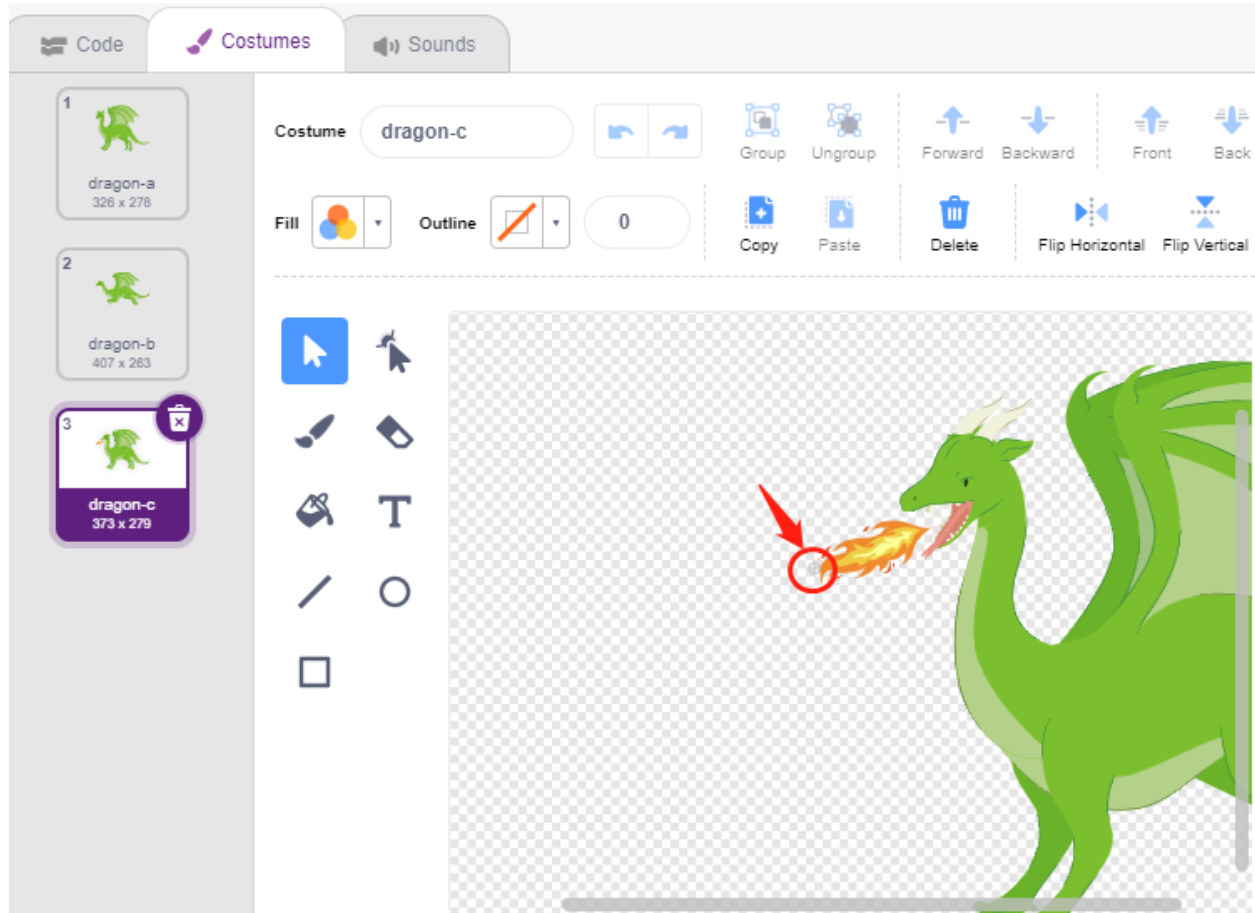 Code
Costumes
Sounds
1
dragon-a
326 x 278
2
dragon-b
407 x 263
3
dragon-c
373 x 279
Costume
dragon-c
Group
Ungroup
Forward
Backward
Front
Back
Fill
Outline
0
Copy
Paste
Delete
Flip Horizontal
Flip Vertical
T